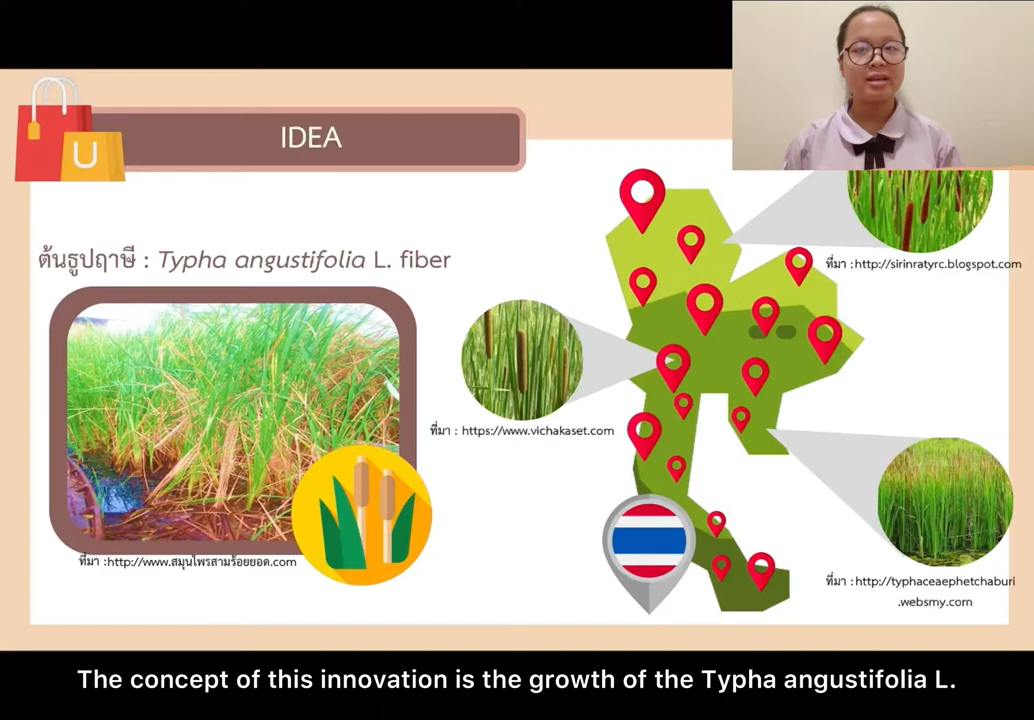 IDEA
ต้นธูปฤาษี : Typha angustifolia L. fiber
ที่มา :http://sirinratyrc.blogspot.com
ที่มา : https://www.vichakaset.com
ที่มา :http://www.สมุนไพรสามร้อยยอด.com
ที่มา :http://typhaceaephetchaburi
.websmy.com
The concept of this innovation is the growth of the Typha angustifolia L.